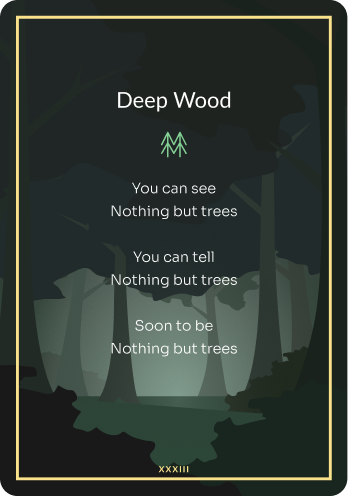 Deep Wood
You can see
Nothing but trees
You can tell
Nothing but trees
Soon to be
Nothing but trees
XXXIII